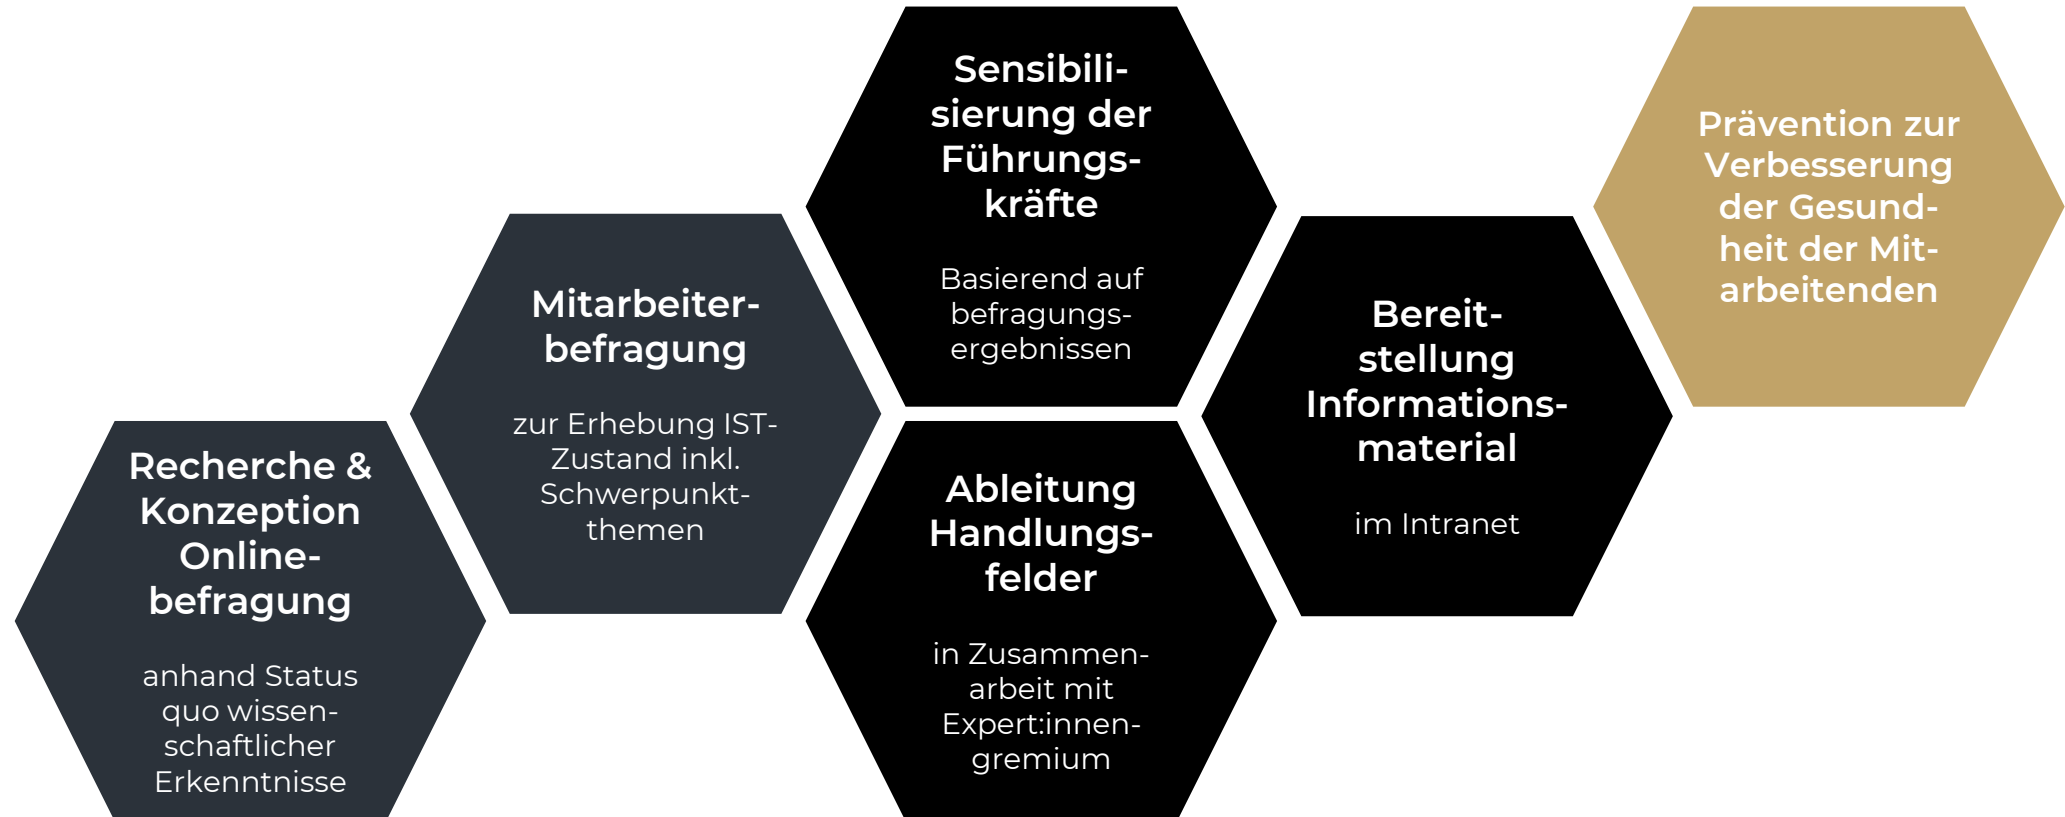 Recherche &
Konzeption
Online-
befragung
anhand Status
quo wissen-
schaftlicher
Erkenntnisse
Mitarbeiter-
befragung
zur Erhebung IST-
Zustand inkl.
Schwerpunkt-
themen
Sensibili-
sierung der
Führungs-
kräfte
Basierend auf
befragungs-
ergebnissen
Ableitung
Handlungs-
felder
in Zusammen-
arbeit mit
Expert:innen-
gremium
Bereit-
stellung
Informations-
material
im Intranet
Prävention zur
Verbesserung
der Gesund-
heit der Mit-
arbeitenden